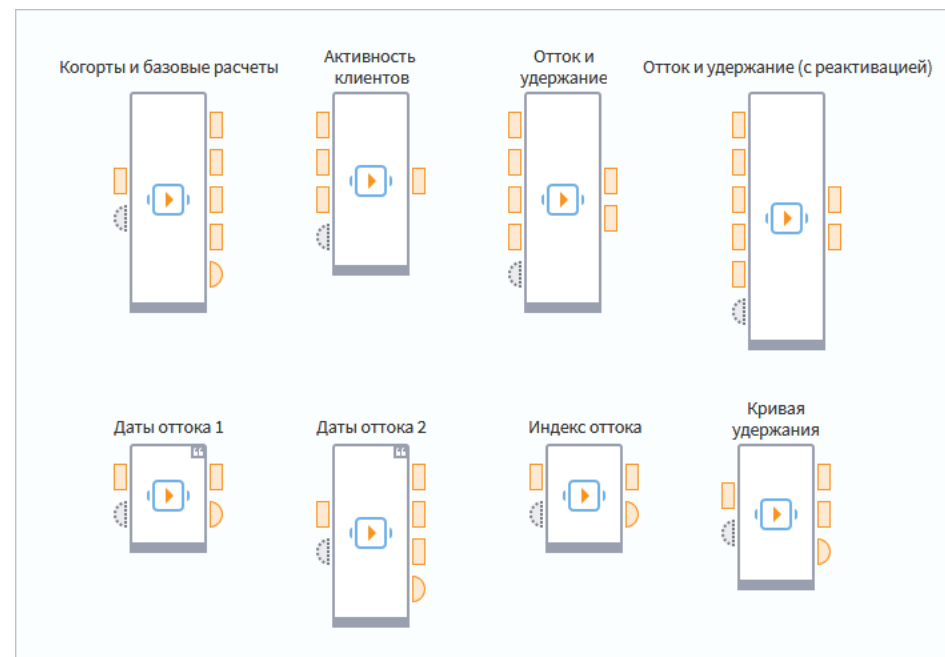 Когорты и базовые расчеты
Активность
клиентов
Отток и
удержание
Отток и удержание (с реактивацией)
Даты оттока 1
Даты оттока 2
Индекс оттока
Кривая
удержания